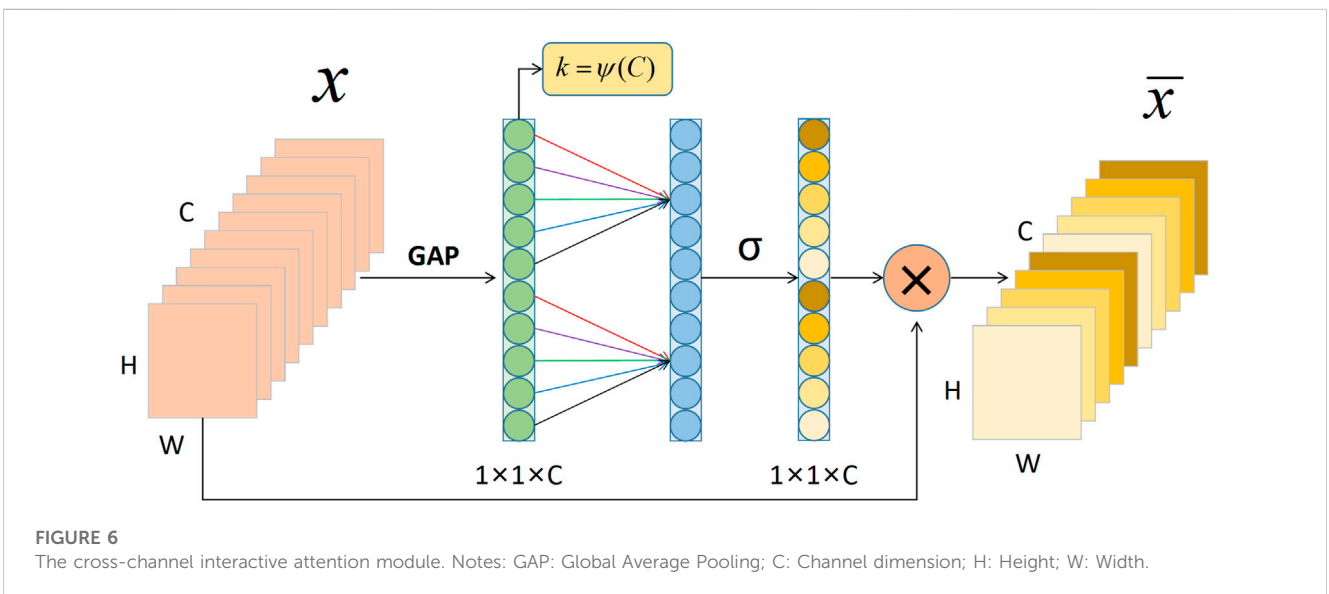 x
k = ψ(C)
x̅
C
GAP
σ
×
C
H
W
H
W
1×1×C
1×1×C
FIGURE 6
The cross-channel interactive attention module. Notes: GAP: Global Average Pooling; C: Channel dimension; H: Height; W: Width.